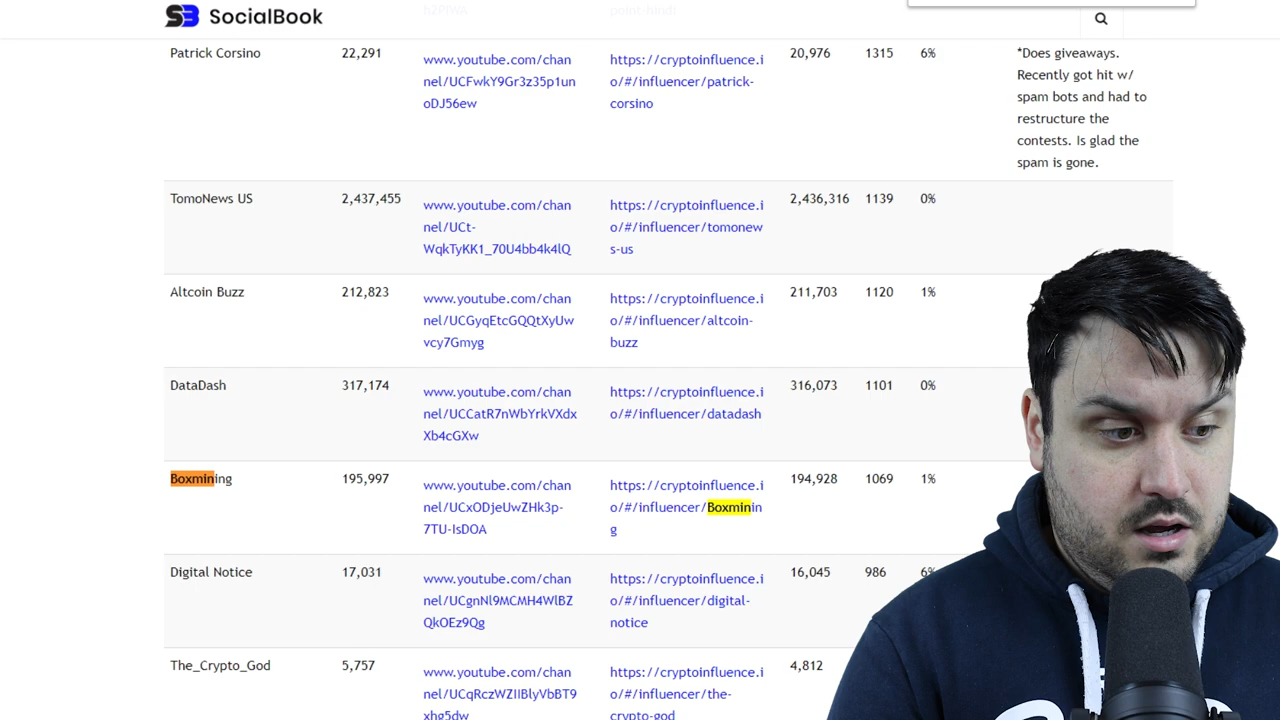 SocialBook
h2PIWA
point-hindi
Patrick Corsino
22,291
www.youtube.com/chan
nel/UCFwkY9Gr3z35p1un
oDJ56ew
https://cryptoinfluence.i
o/#/influencer/patrick-
corsino
20,976
1315
6%
*Does giveaways.
Recently got hit w/
spam bots and had to
restructure the
contests. Is glad the
spam is gone.
TomoNews US
2,437,455
www.youtube.com/chan
nel/UCt-
WqkTyKK1_70U4bb4k4lQ
https://cryptoinfluence.i
o/#/influencer/tomonew
s-us
2,436,316
1139
0%
Altcoin Buzz
212,823
www.youtube.com/chan
nel/UCGyqEtcGQQtXyUw
vcy7Gmyg
https://cryptoinfluence.i
o/#/influencer/altcoin-
buzz
211,703
1120
1%
DataDash
317,174
www.youtube.com/chan
nel/UCCatR7nWbYrkVXdx
Xb4cGXw
https://cryptoinfluence.i
o/#/influencer/datadash
316,073
1101
0%
Boxmining
195,997
www.youtube.com/chan
nel/UCxODjeUwZHk3p-
7TU-IsDOA
https://cryptoinfluence.i
o/#/influencer/Boxminin
g
194,928
1069
1%
Digital Notice
17,031
www.youtube.com/chan
nel/UCgnNl9MCMH4WlBZ
QkOEz9Qg
https://cryptoinfluence.i
o/#/influencer/digital-
notice
16,045
986
6%
The_Crypto_God
5,757
www.youtube.com/chan
nel/UCqRczWZIIBlyVbBT9
xhg5dw
https://cryptoinfluence.i
o/#/influencer/the-
crypto-god
4,812